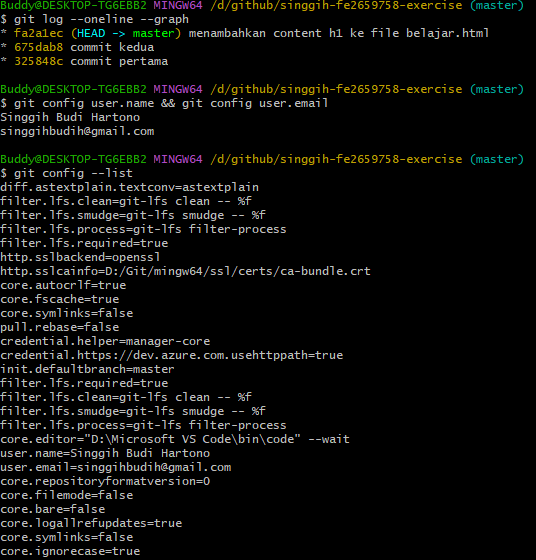 Buddy@DESKTOP-TG6EBB2 MINGW64 /d/github/singgih-fe2659758-exercise (master)
$ git log --oneline --graph
* fa2a1ec (HEAD -> master) menambahkan content h1 ke file belajar.html
* 675dab8 commit kedua
* 325848c commit pertama

Buddy@DESKTOP-TG6EBB2 MINGW64 /d/github/singgih-fe2659758-exercise (master)
$ git config user.name && git config user.email
Singgih Budi Hartono
singgihbudih@gmail.com

Buddy@DESKTOP-TG6EBB2 MINGW64 /d/github/singgih-fe2659758-exercise (master)
$ git config --list
diff.astextplain.textconv=astextplain
filter.lfs.clean=git-lfs clean -- %f
filter.lfs.smudge=git-lfs smudge -- %f
filter.lfs.process=git-lfs filter-process
filter.lfs.required=true
http.sslbackend=openssl
http.sslcainfo=D:/Git/mingw64/ssl/certs/ca-bundle.crt
core.autocrlf=true
core.fscache=true
core.symlinks=false
pull.rebase=false
credential.helper=manager-core
credential.https://dev.azure.com.usehttppath=true
init.defaultbranch=master
filter.lfs.required=true
filter.lfs.clean=git-lfs clean -- %f
filter.lfs.smudge=git-lfs smudge -- %f
filter.lfs.process=git-lfs filter-process
core.editor="D:\Microsoft VS Code\bin\code" --wait
user.name=Singgih Budi Hartono
user.email=singgihbudih@gmail.com
core.repositoryformatversion=0
core.filemode=false
core.bare=false
core.logallrefupdates=true
core.symlinks=false
core.ignorecase=true